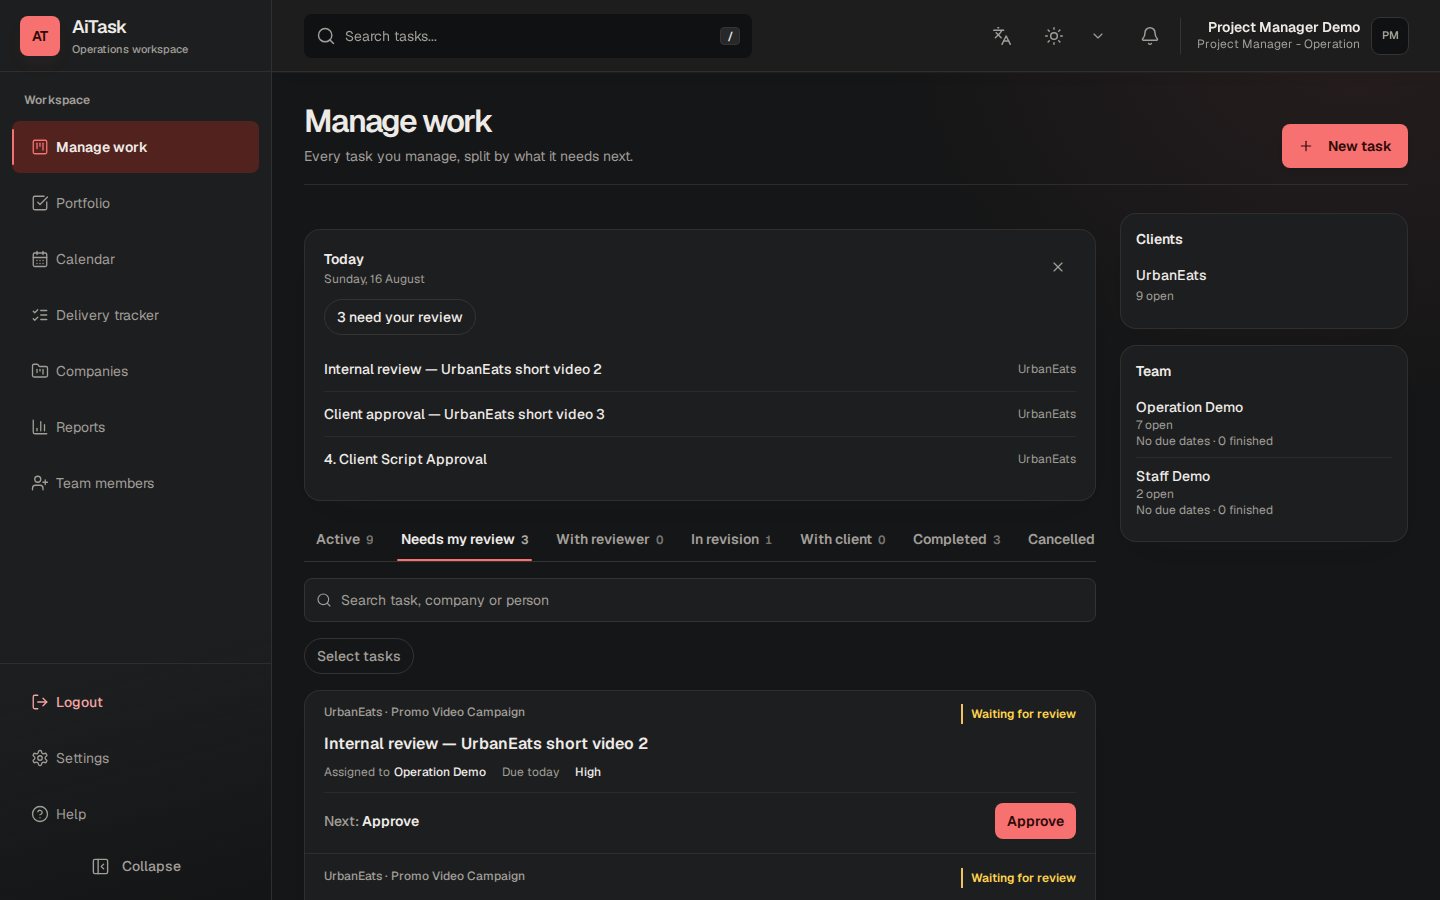 AT
AiTask
Operations workspace
Search tasks...
/
Project Manager Demo
Project Manager - Operation
PM
Workspace
Manage work
Portfolio
Calendar
Delivery tracker
Companies
Reports
Team members
Logout
Settings
Help
Collapse
Manage work
Every task you manage, split by what it needs next.
New task
Today
Sunday, 16 August
3 need your review
Internal review — UrbanEats short video 2
UrbanEats
Client approval — UrbanEats short video 3
UrbanEats
4. Client Script Approval
UrbanEats
Active 9
Needs my review 3
With reviewer 0
In revision 1
With client 0
Completed 3
Cancelled
Search task, company or person
Select tasks
UrbanEats · Promo Video Campaign
Waiting for review
Internal review — UrbanEats short video 2
Assigned to Operation Demo Due today High
Next: Approve
Approve
UrbanEats · Promo Video Campaign
Waiting for review
Clients
UrbanEats
9 open
Team
Operation Demo
7 open
No due dates · 0 finished
Staff Demo
2 open
No due dates · 0 finished